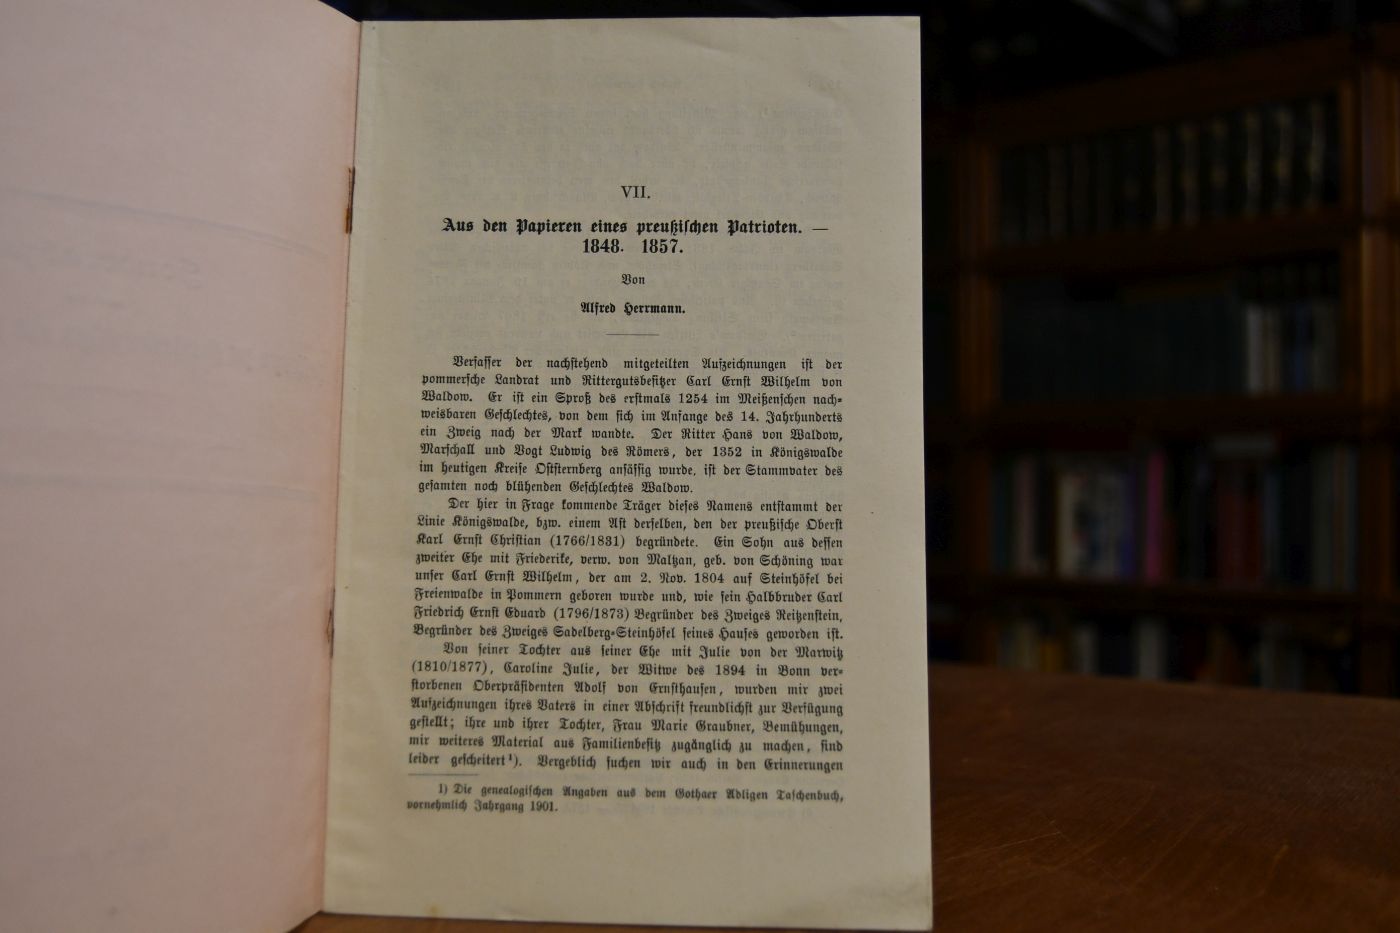 VII.
Aus den Papieren eines preußischen Patrioten. —
1848. 1857.
Von
Alfred Herrmann.
Verfasser der nachstehend mitgeteilten Aufzeichnungen ist der
pommersche Landrat und Rittergutsbesitzer Carl Ernst Wilhelm von
Waldow. Er ist ein Sproß des erstmals 1254 im Meißenschen nach-
weisbaren Geschlechtes, von dem sich im Anfange des 14. Jahrhunderts
ein Zweig nach der Mark wandte. Der Ritter Hans von Waldow,
Marschall und Vogt Ludwig des Römers, der 1352 in Königswalde
im heutigen Kreise Oststernberg ansässig wurde, ist der Stammvater des
gesamten noch blühenden Geschlechtes Waldow.
Der hier in Frage kommende Träger dieses Namens entstammt der
Linie Königswalde, bzw. einem Ast derselben, den der preußische Oberst
Karl Ernst Christian (1766/1831) begründete. Ein Sohn aus dessen
zweiter Ehe mit Friederike, verw. von Maltzan, geb. von Schöning war
unser Carl Ernst Wilhelm, der am 2. Nov. 1804 auf Steinhöfel bei
Freienwalde in Pommern geboren wurde und, wie sein Halbbruder Carl
Friedrich Ernst Eduard (1796/1873) Begründer des Zweiges Reitzenstein,
Begründer des Zweiges Sadelberg-Steinhöfel seines Hauses geworden ist.
Von seiner Tochter aus seiner Ehe mit Julie von der Marwitz
(1810/1877), Caroline Julie, der Witwe des 1894 in Bonn ver-
storbenen Oberpräsidenten Adolf von Ernsthausen, wurden mir zwei
Aufzeichnungen ihres Vaters in einer Abschrift freundlichst zur Verfügung
gestellt; ihre und ihrer Tochter, Frau Marie Graubner, Bemühungen,
mir weiteres Material aus Familienbesitz zugänglich zu machen, sind
leider gescheitert¹). Vergeblich suchen wir auch in den Erinnerungen
1) Die genealogischen Angaben aus dem Gothaer Adligen Taschenbuch,
vornehmlich Jahrgang 1901.